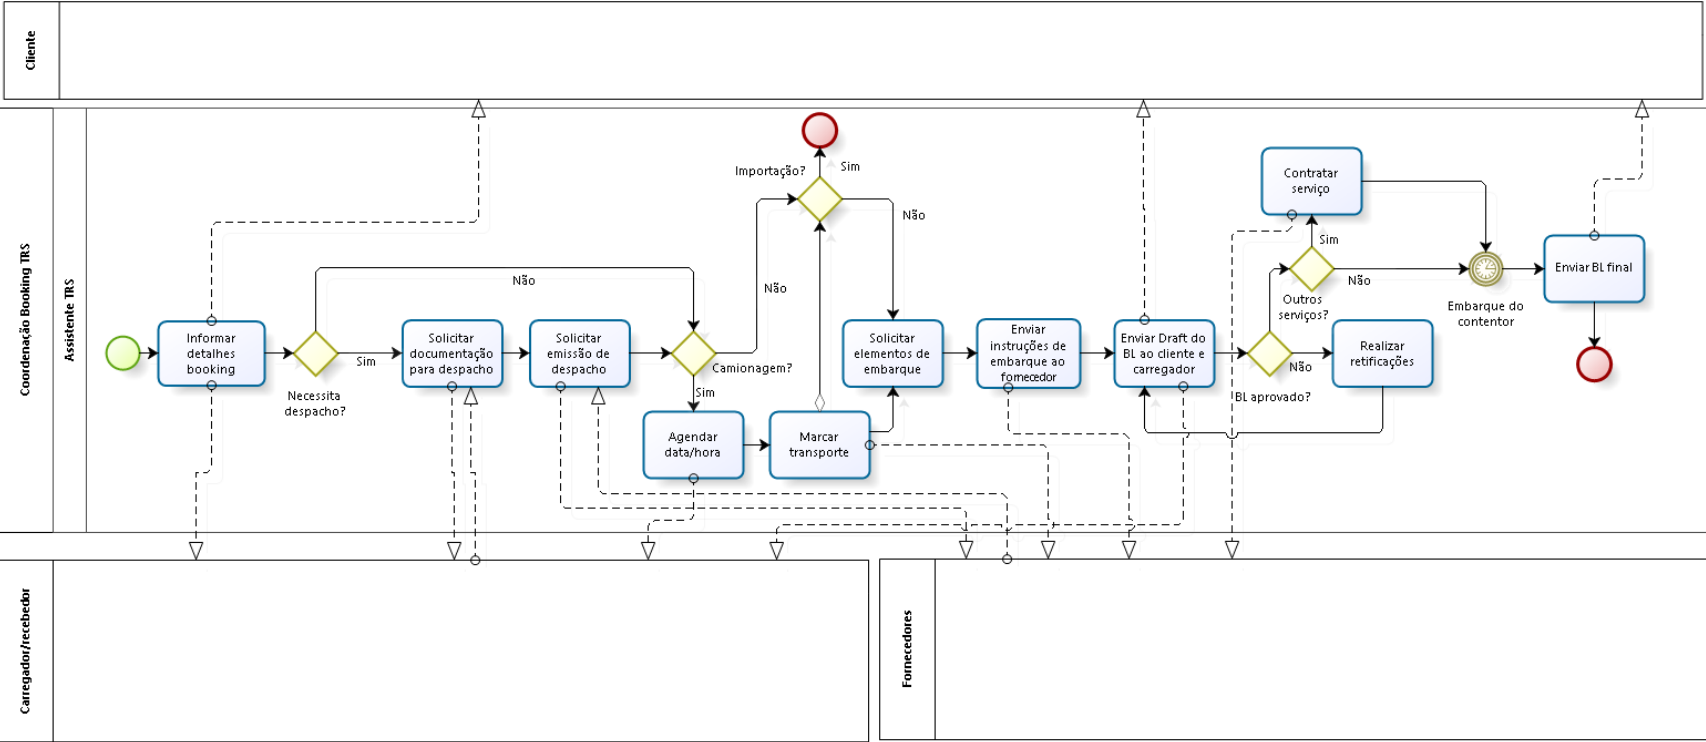 Cliente
Coordenação Booking TRS
Assistente TRS
Informar
detalhes
booking
Necessita
despacho?
Não
Sim
Solicitar
documentação
para despacho
Solicitar
emissão de
despacho
Camionagem?
Sim
Não
Agendar
data/hora
Marcar
transporte
Importação?
Sim
Não
Solicitar
elementos de
embarque
Enviar
instruções de
embarque ao
fornecedor
Enviar Draft do
BL ao cliente e
carregador
BL aprovado?
Não
Realizar
retificações
Outros
serviços?
Sim
Não
Contratar
serviço
Embarque do
contentor
Enviar BL final
Carregador/recebedor
Fornecedores